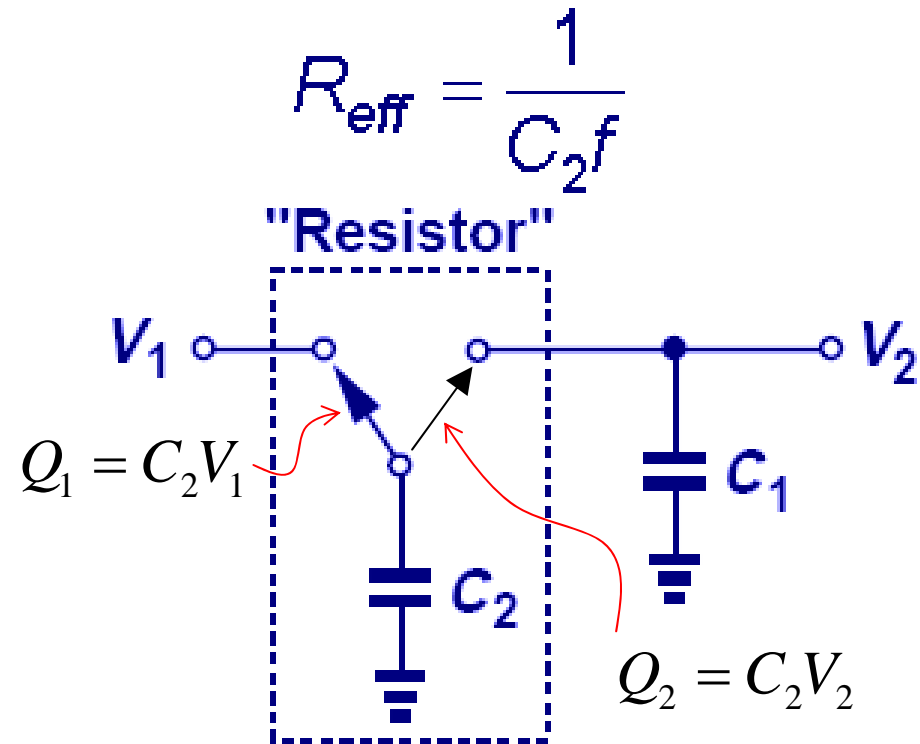 R_eff = 1 / C_2 f
"Resistor"
V_1
V_2
Q_1 = C_2V_1
C_1
C_2
Q_2 = C_2V_2